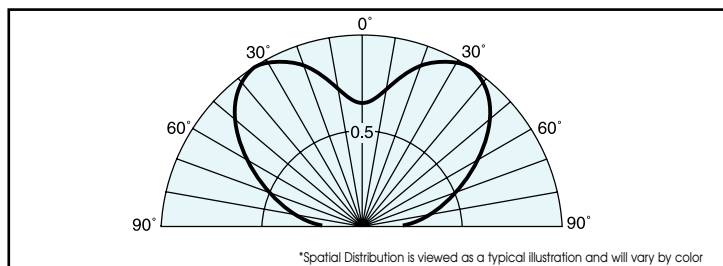 0°
30° 30°
60° 0.5 60°
90° 90°
*Spatial Distribution is viewed as a typical illustration and will vary by color